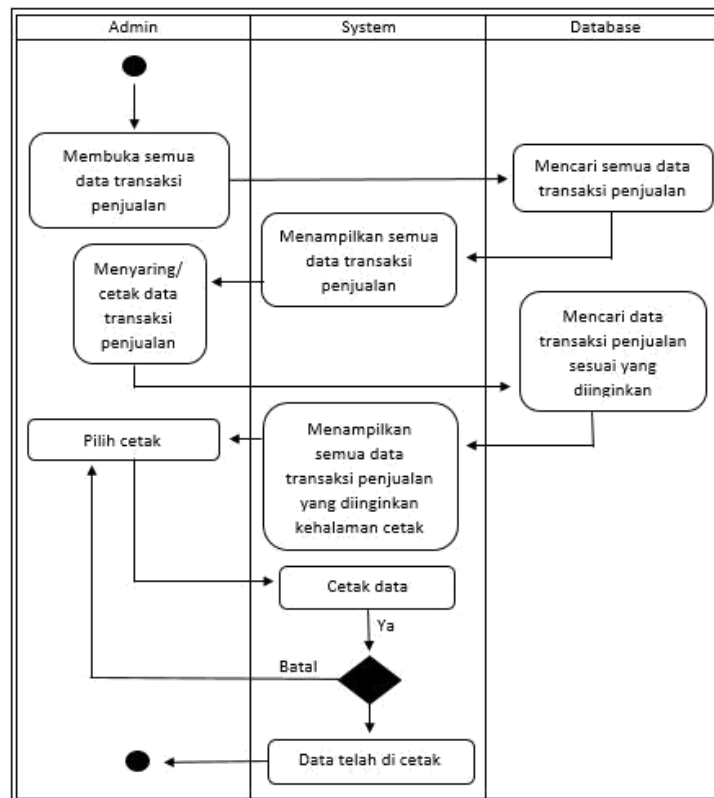 Admin
System
Database
Membuka semua
data transaksi
penjualan
Mencari semua data
transaksi penjualan
Menampilkan semua
data transaksi
penjualan
Menyaring/
cetak data
transaksi
penjualan
Mencari data
transaksi penjualan
sesuai yang
diinginkan
Menampilkan
semua data
transaksi penjualan
yang diinginkan
kehalaman cetak
Pilih cetak
Cetak data
Ya
Batal
Data telah di cetak